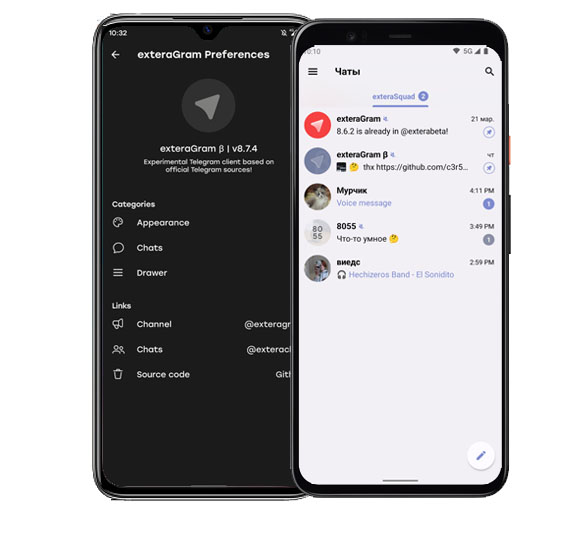 10:32
exteraGram Preferences
exteraGram β | v8.7.4
Experimental Telegram client based on
official Telegram sources!
Categories
Appearance
Chats
Drawer
Links
Channel
@exteragr
Chats
@exterach
Source code
Gith
0:10
5G
Чаты
exteraSquad 2
exteraGram
21 мар.
8.6.2 is already in @exterabeta!
exteraGram β
чт
🤔 thx https://github.com/c3r5…
Мурчик
4:11 PM
Voice message
1
80
55
8055
3:49 PM
Что-то умное 🤔
1
виедс
2:59 PM
🎧 Hechizeros Band - El Sonidito